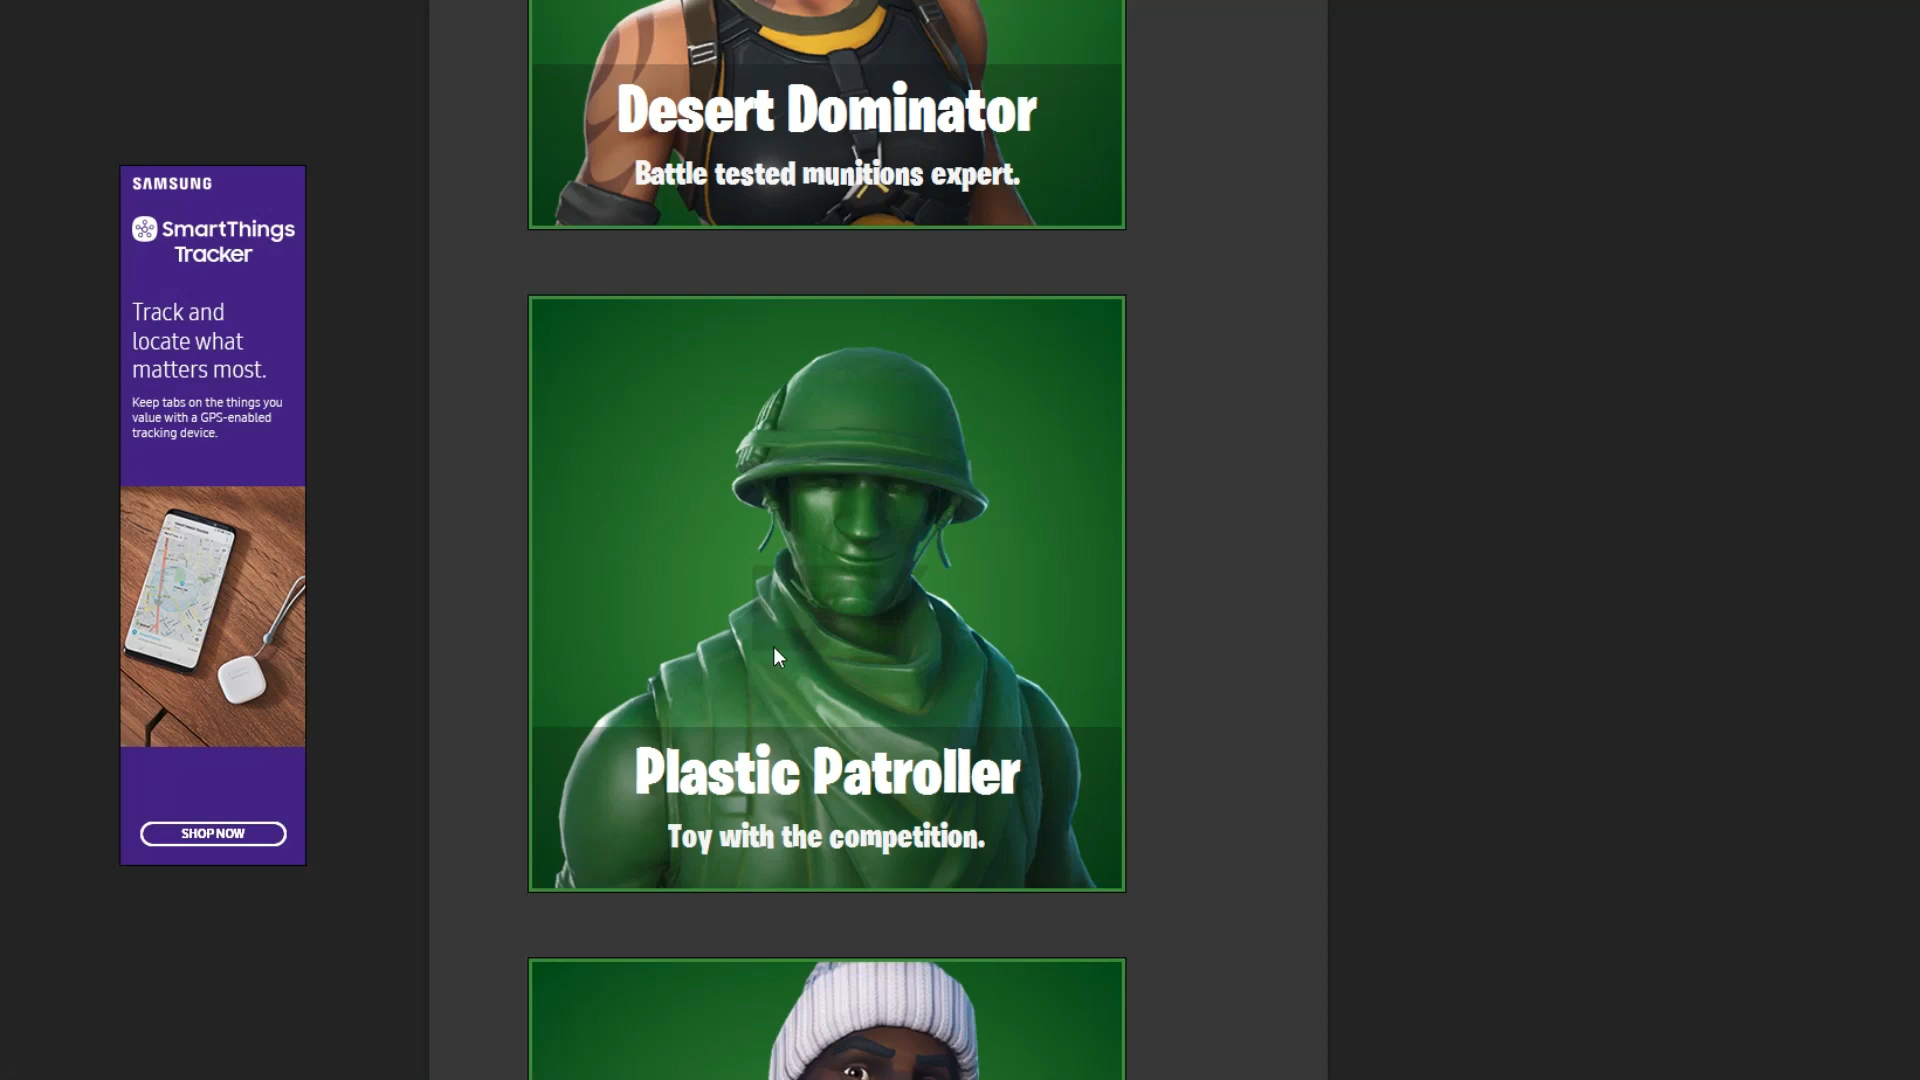 SAMSUNG
SmartThings
Tracker
Track and
locate what
matters most.
Keep tabs on the things you
value with a GPS-enabled
tracking device.
SHOP NOW
Desert Dominator
Battle tested munitions expert.
Plastic Patroller
Toy with the competition.